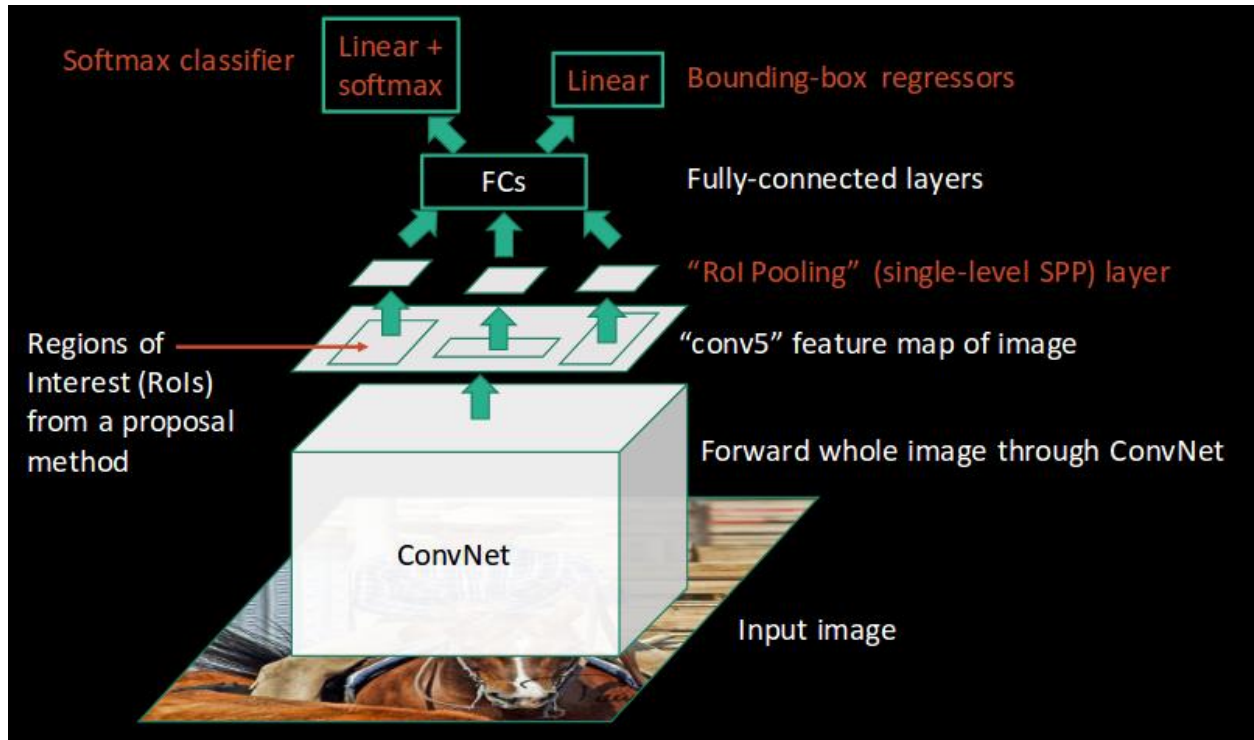 Softmax classifier
Linear +
softmax
Linear
Bounding-box regressors
FCs
Fully-connected layers
“RoI Pooling” (single-level SPP) layer
Regions of
Interest (RoIs)
from a proposal
method
“conv5” feature map of image
Forward whole image through ConvNet
ConvNet
Input image